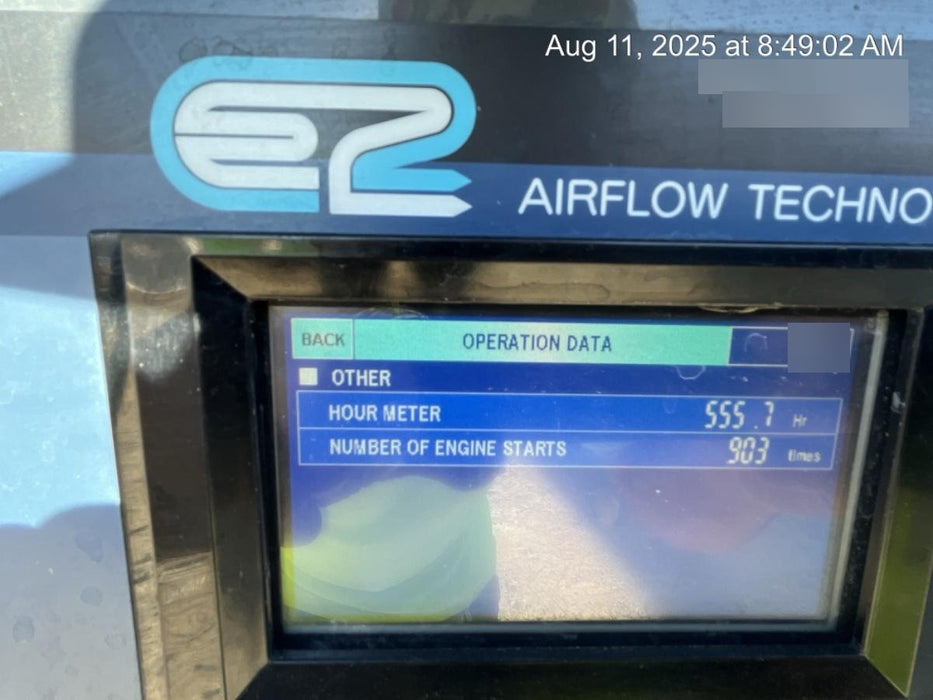 Aug 11, 2025 at 8:49:02 AM
E2
AIRFLOW TECHNO
BACK
OPERATION DATA
OTHER
HOUR METER 555.7 Hr
NUMBER OF ENGINE STARTS 903 times